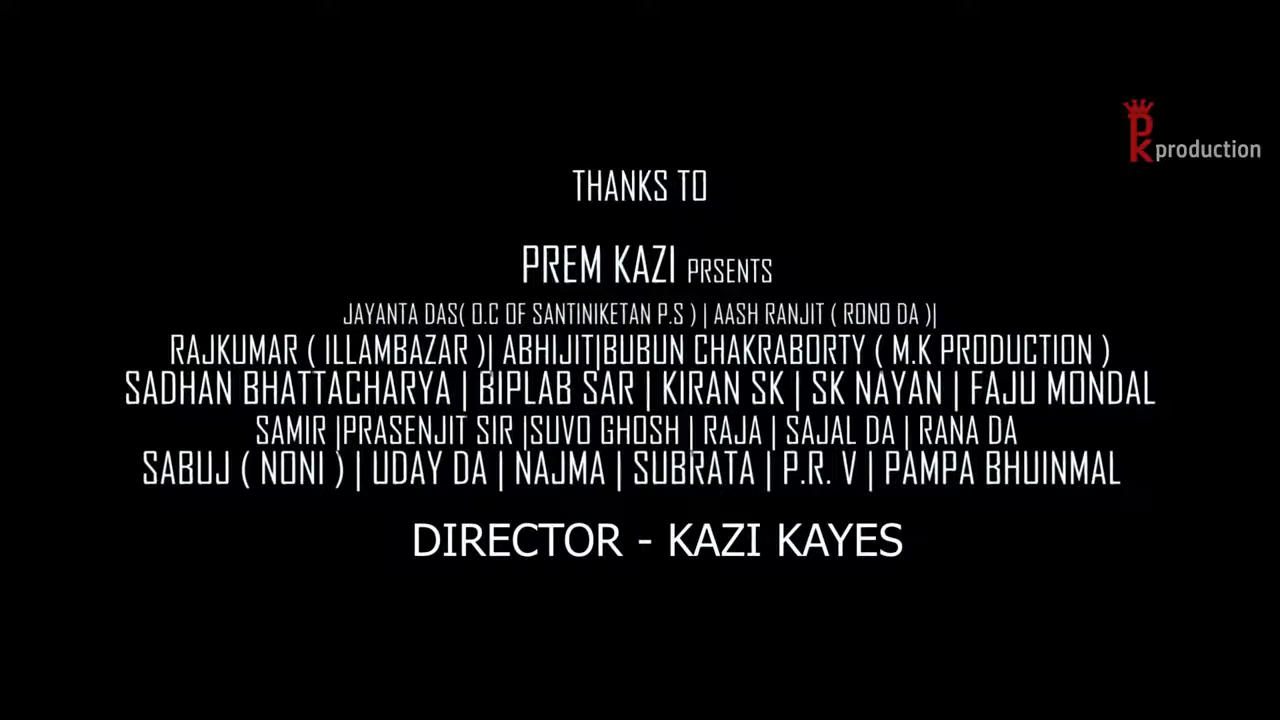 PK production
THANKS TO
PREM KAZI PRSENTS
JAYANTA DAS( O.C OF SANTINIKETAN P.S ) | AASH RANJIT ( RONO DA )|
RAJKUMAR ( ILLAMBAZAR )| ABHIJIT|BUBUN CHAKRABORTY ( M.K PRODUCTION )
SADHAN BHATTACHARYA | BIPLAB SAR | KIRAN SK | SK NAYAN | FAJU MONDAL
SAMIR |PRASENJIT SIR |SUVO GHOSH | RAJA | SAJAL DA | RANA DA
SABUJ ( NONI ) | UDAY DA | NAJMA | SUBRATA | P.R. V | PAMPA BHUINMAL
DIRECTOR - KAZI KAYES